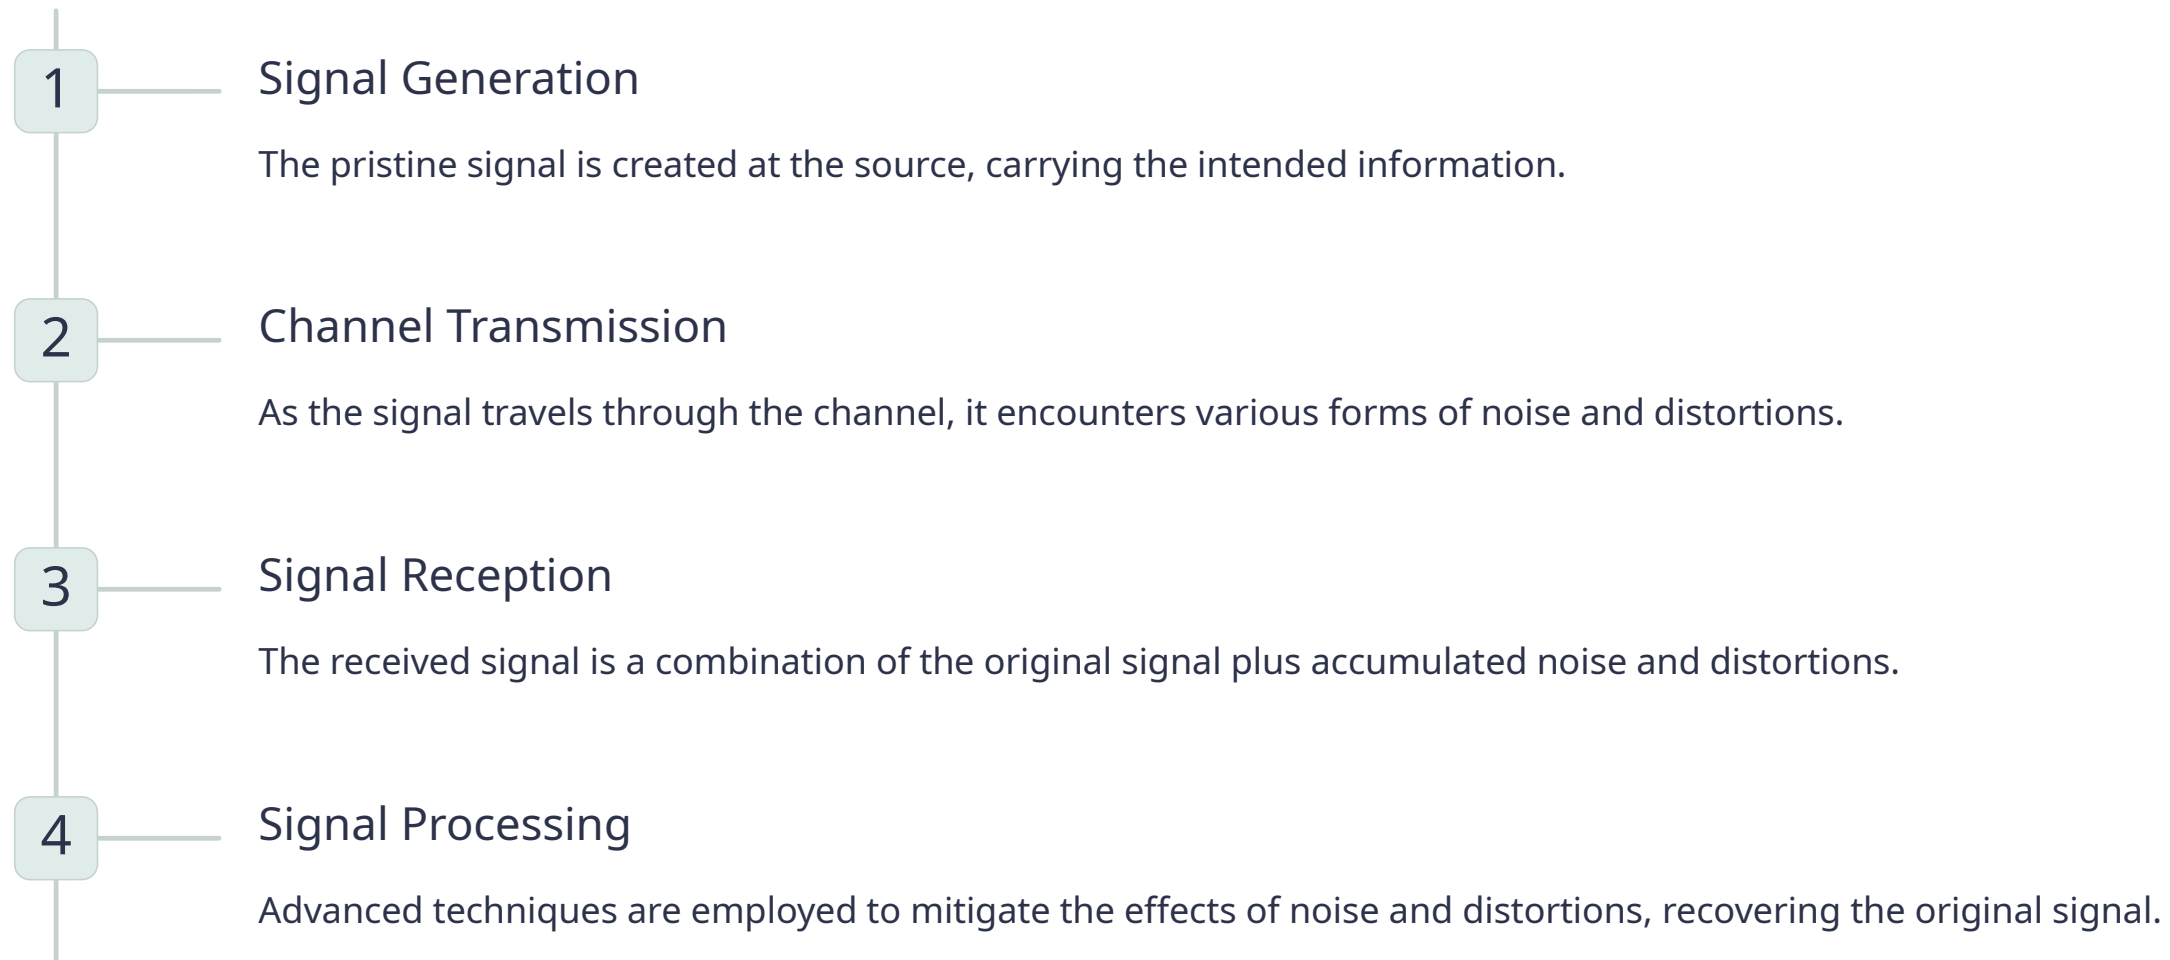 1
Signal Generation
The pristine signal is created at the source, carrying the intended information.
2
Channel Transmission
As the signal travels through the channel, it encounters various forms of noise and distortions.
3
Signal Reception
The received signal is a combination of the original signal plus accumulated noise and distortions.
4
Signal Processing
Advanced techniques are employed to mitigate the effects of noise and distortions, recovering the original signal.